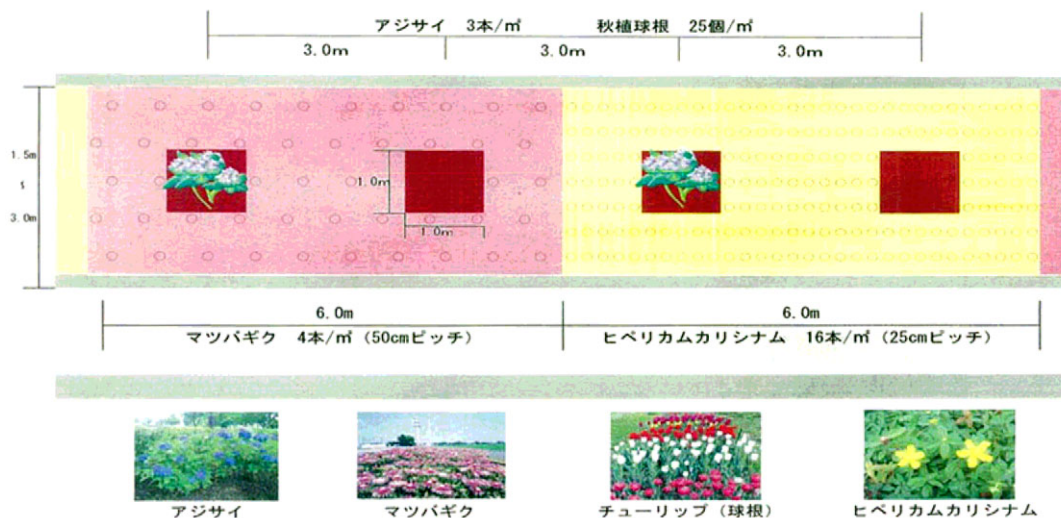 アジサイ 3本/㎡ 秋植球根 25個/㎡
3.0m 3.0m 3.0m
1.5m
〜
3.0m
1.0m
1.0m
6.0m 6.0m
マツバギク 4本/㎡(50cmピッチ) ヒペリカムカリシナム 16本/㎡(25cmピッチ)
アジサイ マツバギク チューリップ(球根) ヒペリカムカリシナム